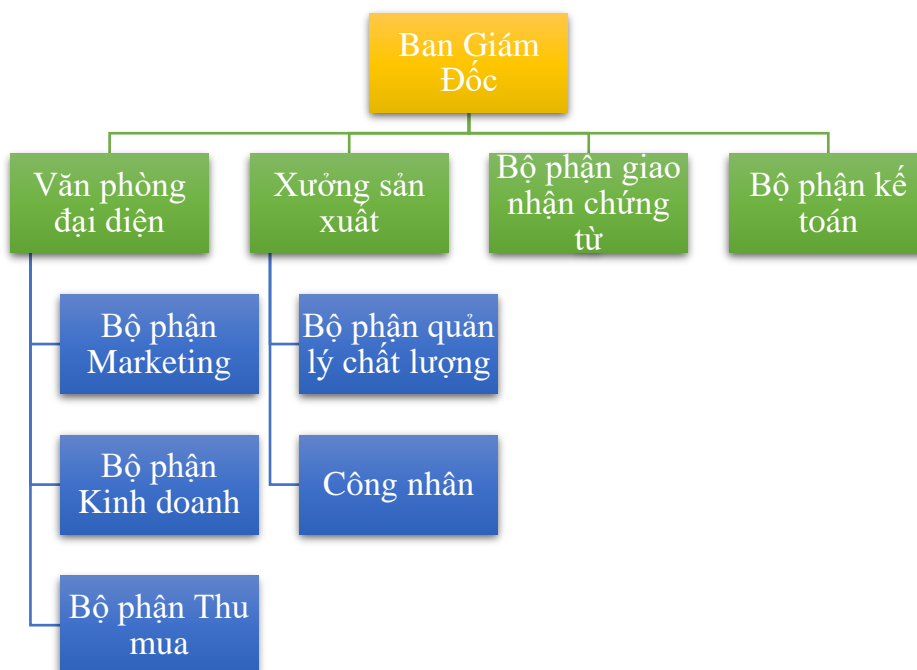 Ban Giám
Đốc
Văn phòng
đại diện
Xưởng sản
xuất
Bộ phận giao
nhận chứng
từ
Bộ phận kế
toán
Bộ phận
Marketing
Bộ phận quản
lý chất lượng
Bộ phận
Kinh doanh
Công nhân
Bộ phận Thu
mua